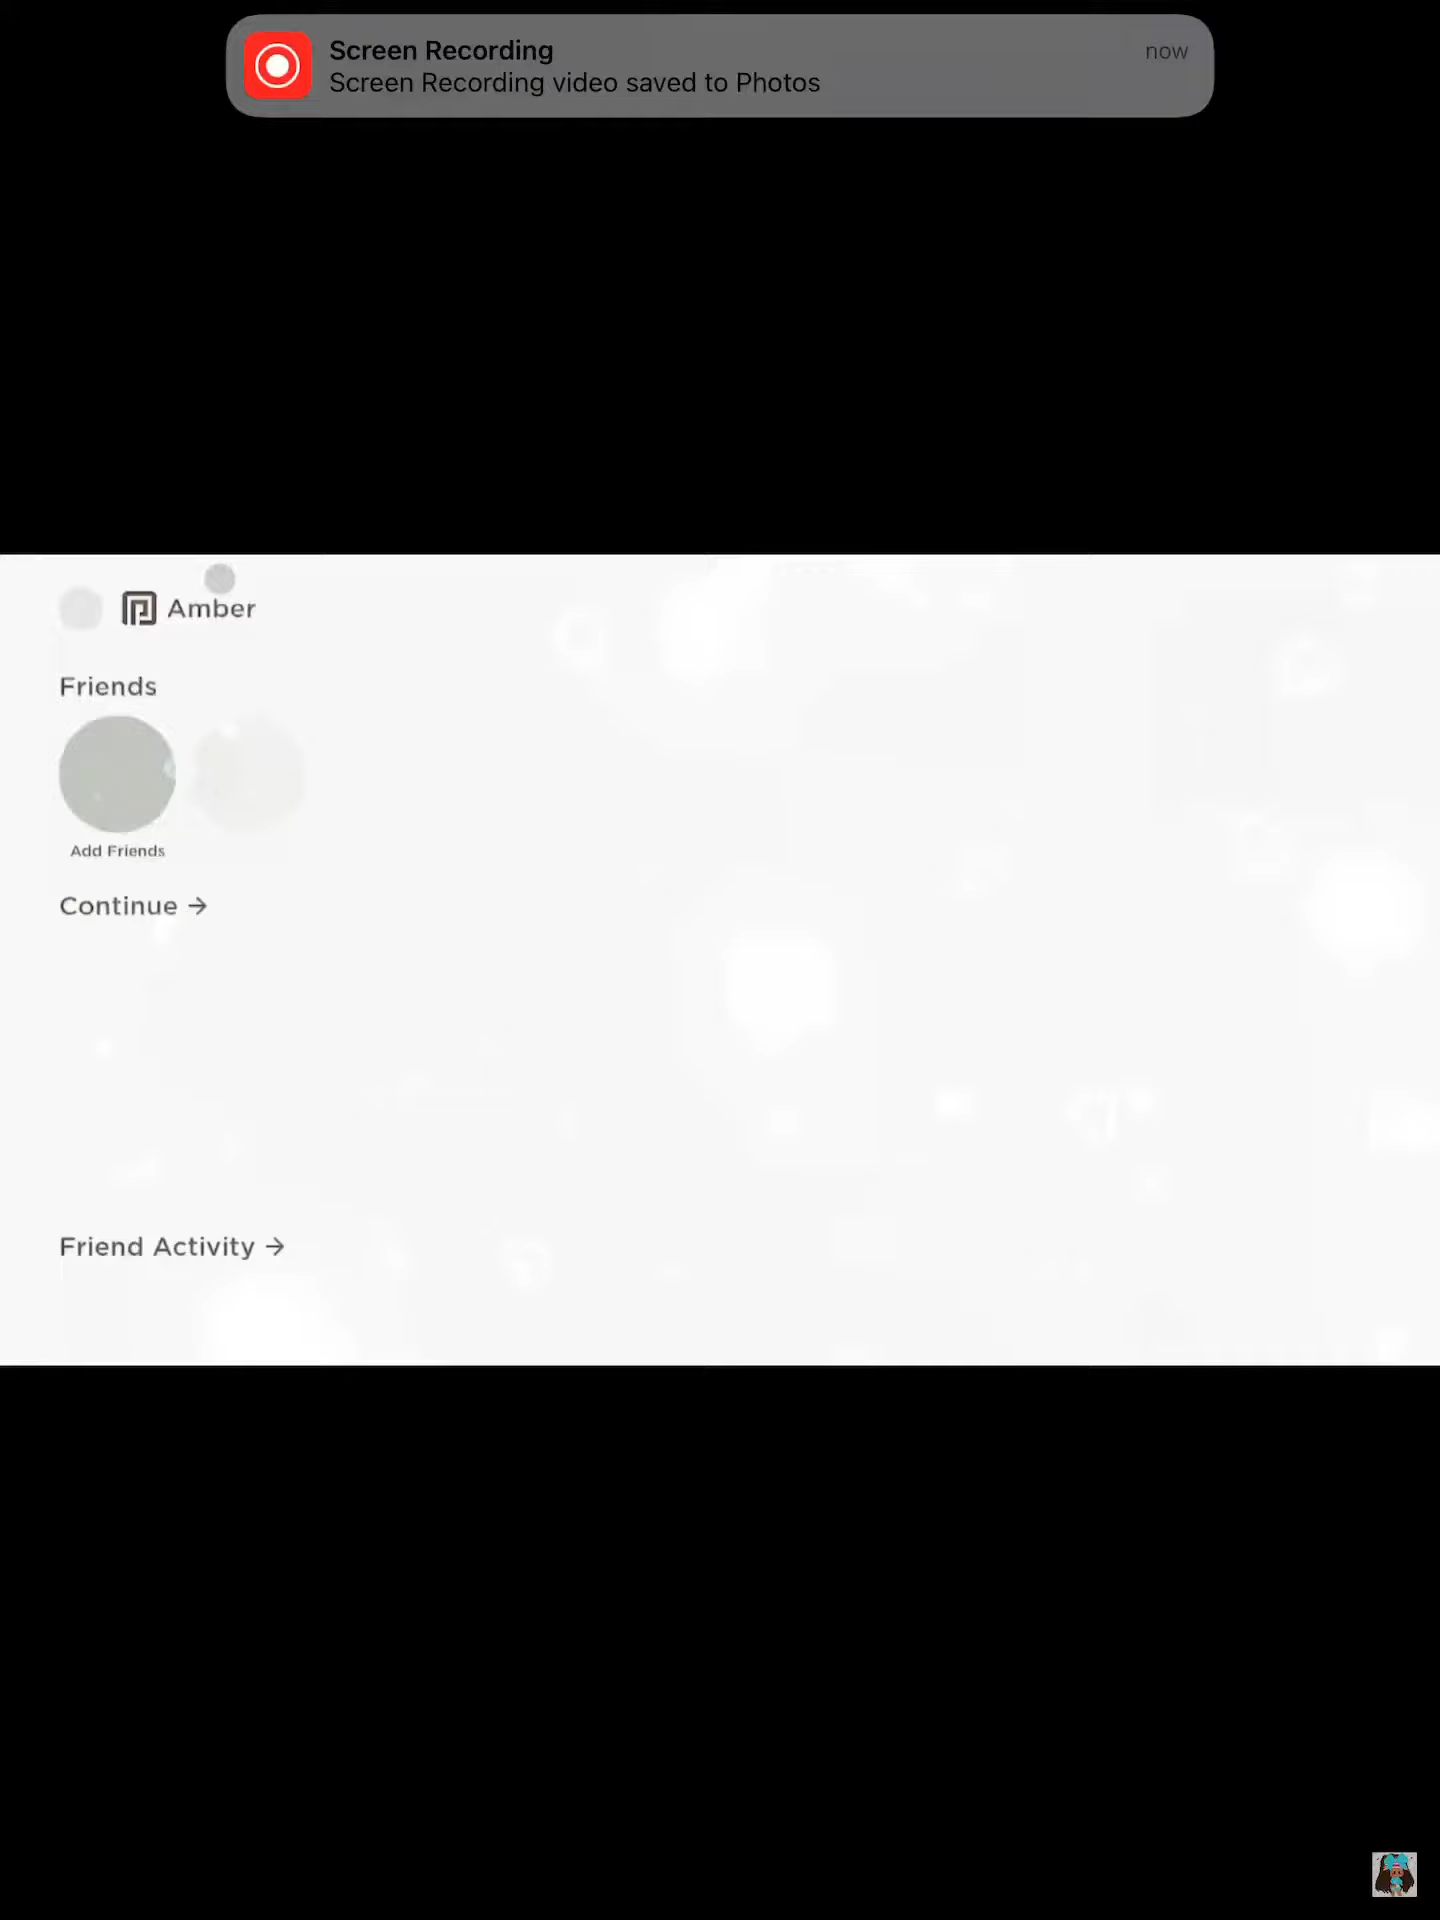 Screen Recording
now
Screen Recording video saved to Photos
Amber
Friends
Add Friends
Continue →
Friend Activity →